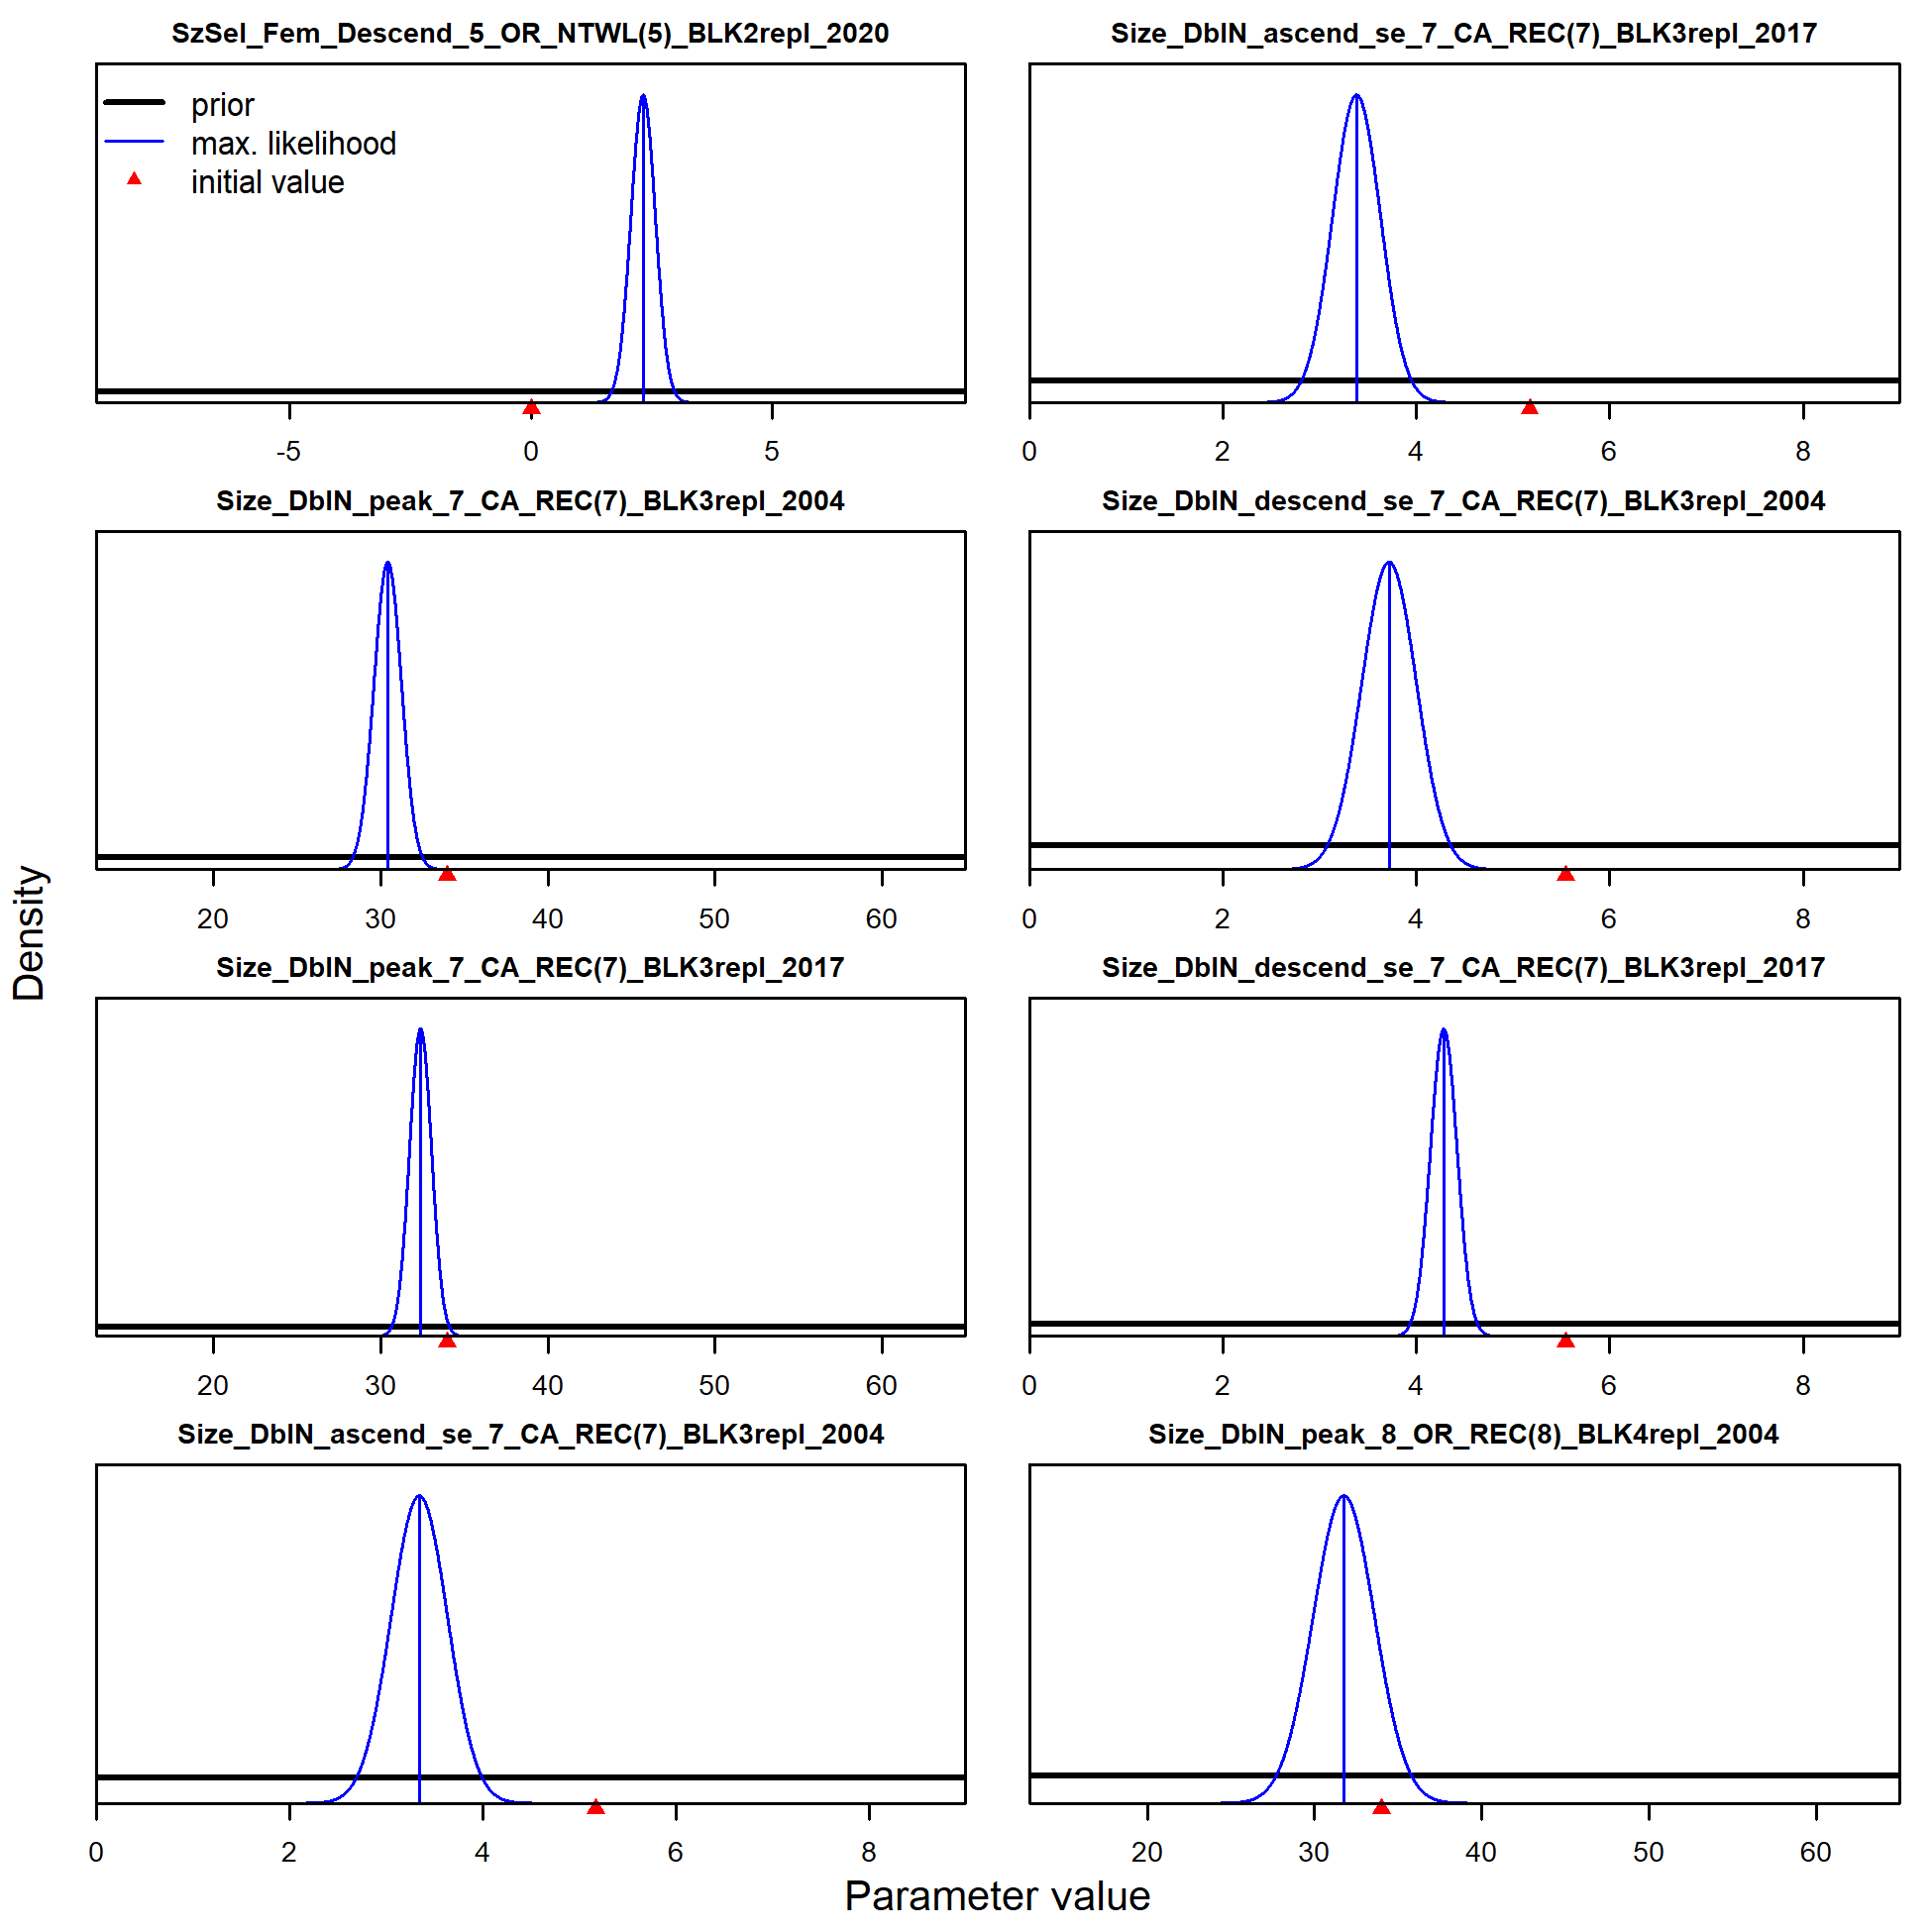 SzSel_Fem_Descend_5_OR_NTWL(5)_BLK2repl_2020
prior
max. likelihood
initial value
-5 0 5
Size_DblN_ascend_se_7_CA_REC(7)_BLK3repl_2017
0 2 4 6 8
Size_DblN_peak_7_CA_REC(7)_BLK3repl_2004
20 30 40 50 60
Size_DblN_descend_se_7_CA_REC(7)_BLK3repl_2004
0 2 4 6 8
Size_DblN_peak_7_CA_REC(7)_BLK3repl_2017
20 30 40 50 60
Size_DblN_descend_se_7_CA_REC(7)_BLK3repl_2017
0 2 4 6 8
Size_DblN_ascend_se_7_CA_REC(7)_BLK3repl_2004
0 2 4 6 8
Size_DblN_peak_8_OR_REC(8)_BLK4repl_2004
20 30 40 50 60
Density
Parameter value